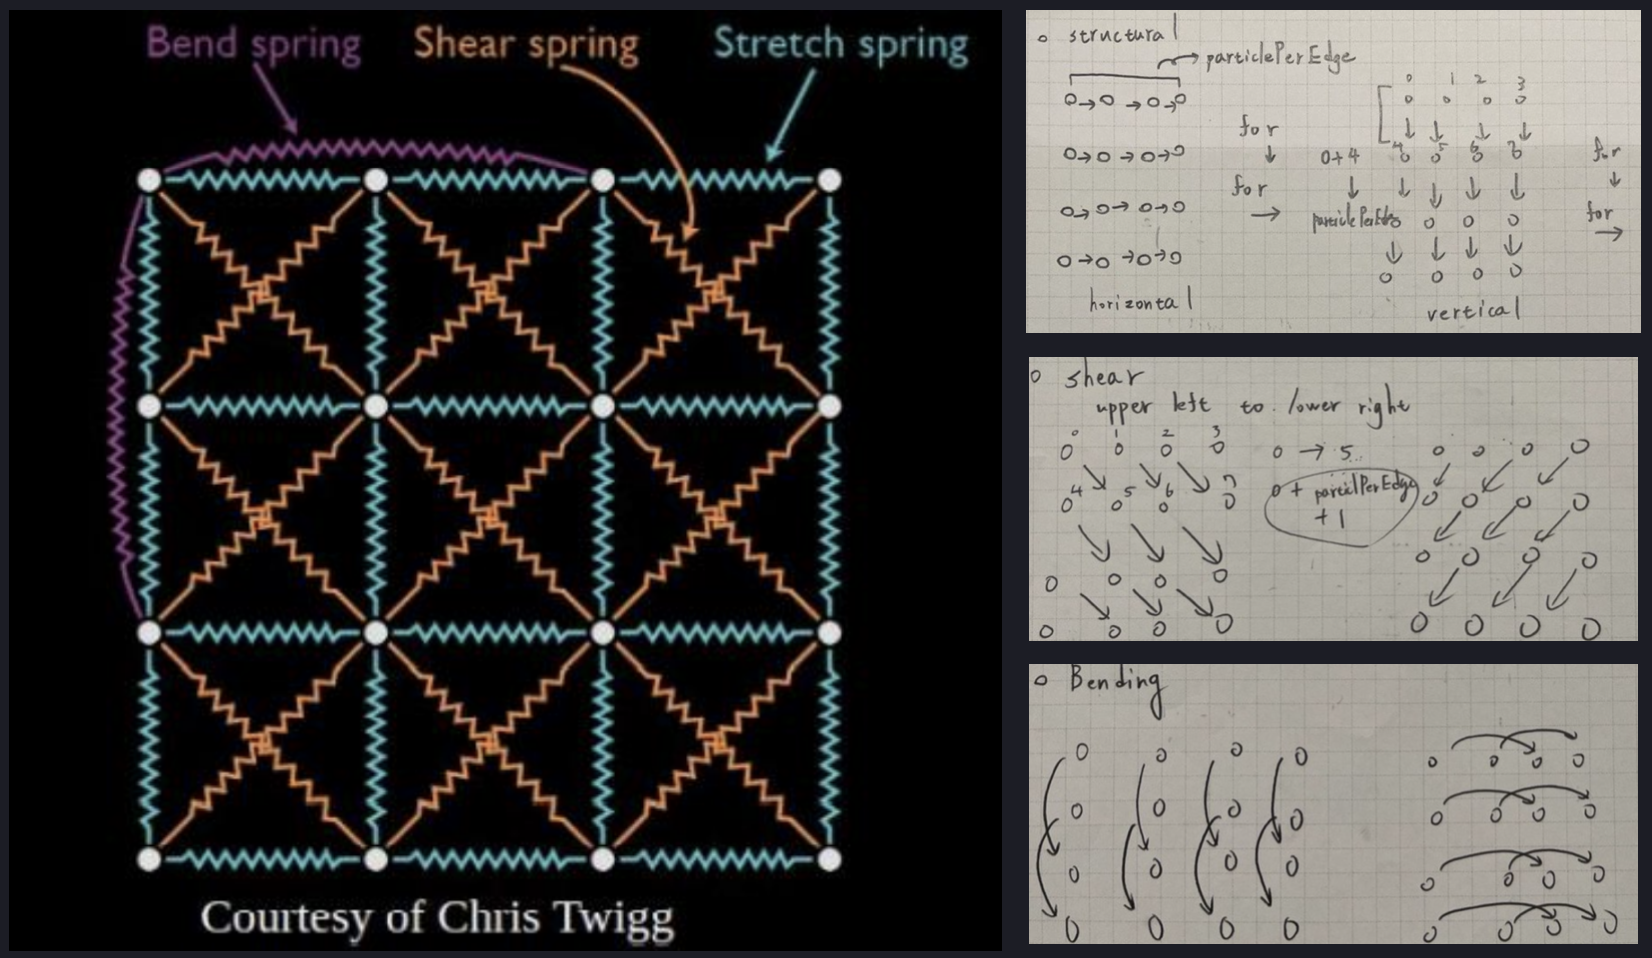 Bend spring
Shear spring
Stretch spring
Courtesy of Chris Twigg
structural
particlePerEdge
for
for
horizontal
0 1 2 3
4 5 6
0+4
particlePerEdge
for
for
vertical
shear
upper left to lower right
0 1 2 3
4 5 6 7
0 → 5
0 + particlPerEdge
+ 1
Bending